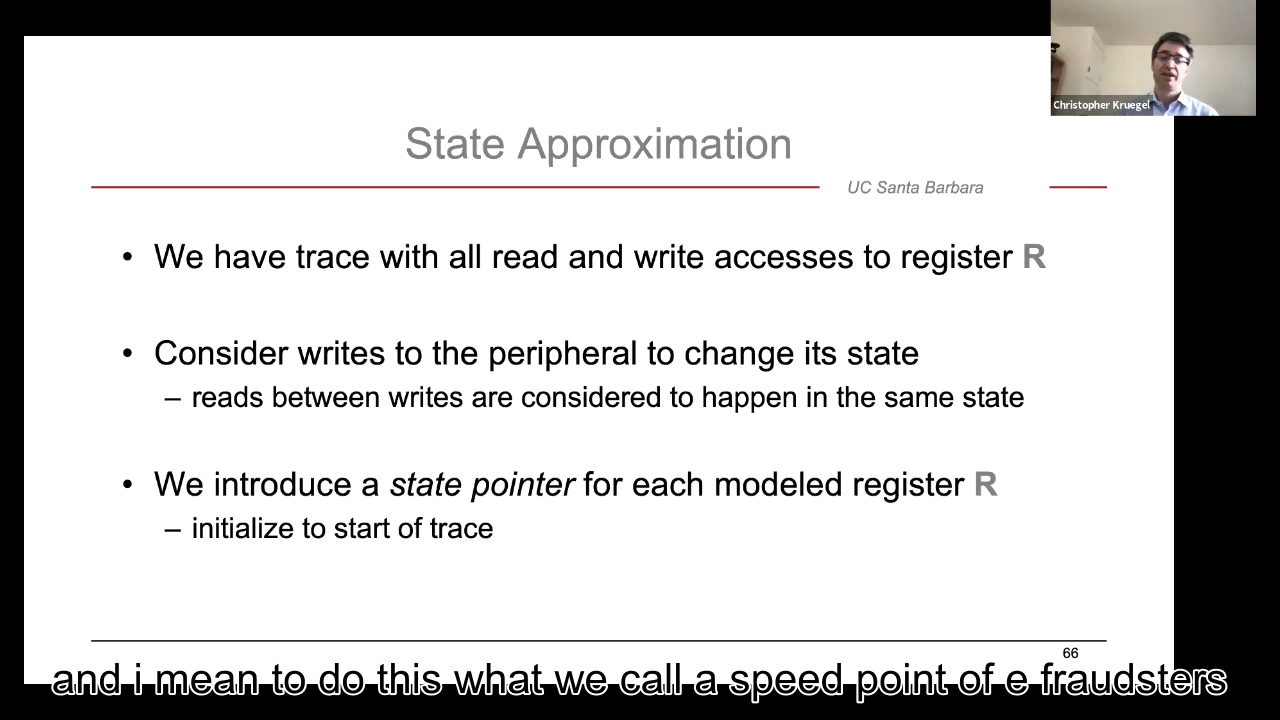 Christopher Kruegel
State Approximation
UC Santa Barbara
• We have trace with all read and write accesses to register R
• Consider writes to the peripheral to change its state
– reads between writes are considered to happen in the same state
• We introduce a state pointer for each modeled register R
– initialize to start of trace
66
and i mean to do this what we call a speed point of e fraudsters